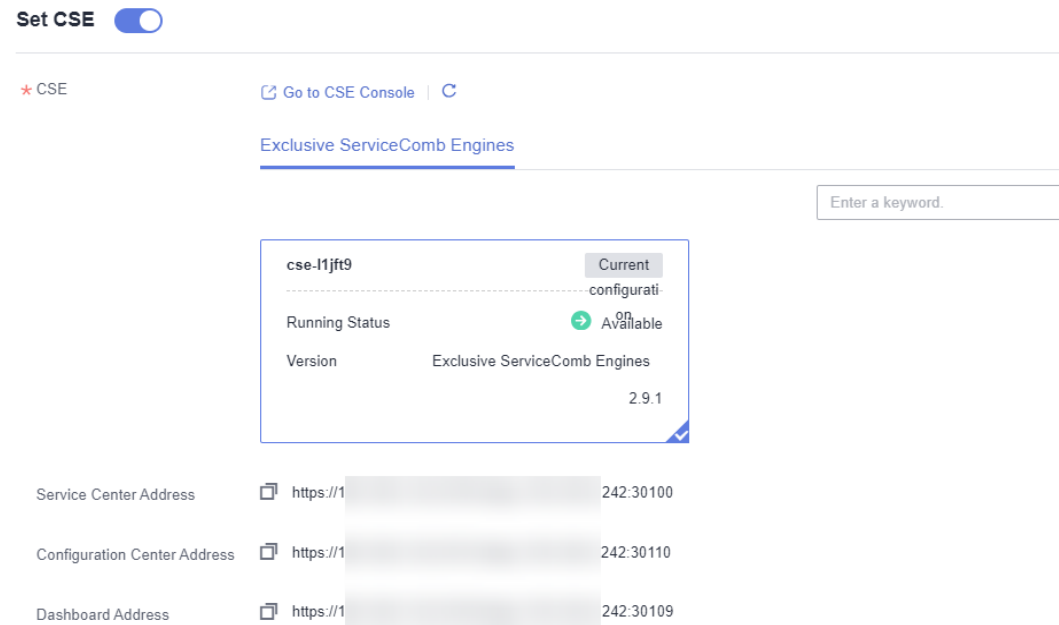 Set CSE
* CSE
Go to CSE Console
Exclusive ServiceComb Engines
Enter a keyword.
cse-l1jft9
Current configurati on
Running Status
Available
Version
Exclusive ServiceComb Engines
2.9.1
Service Center Address
https://1 242:30100
Configuration Center Address
https://1 242:30110
Dashboard Address
https://1 242:30109